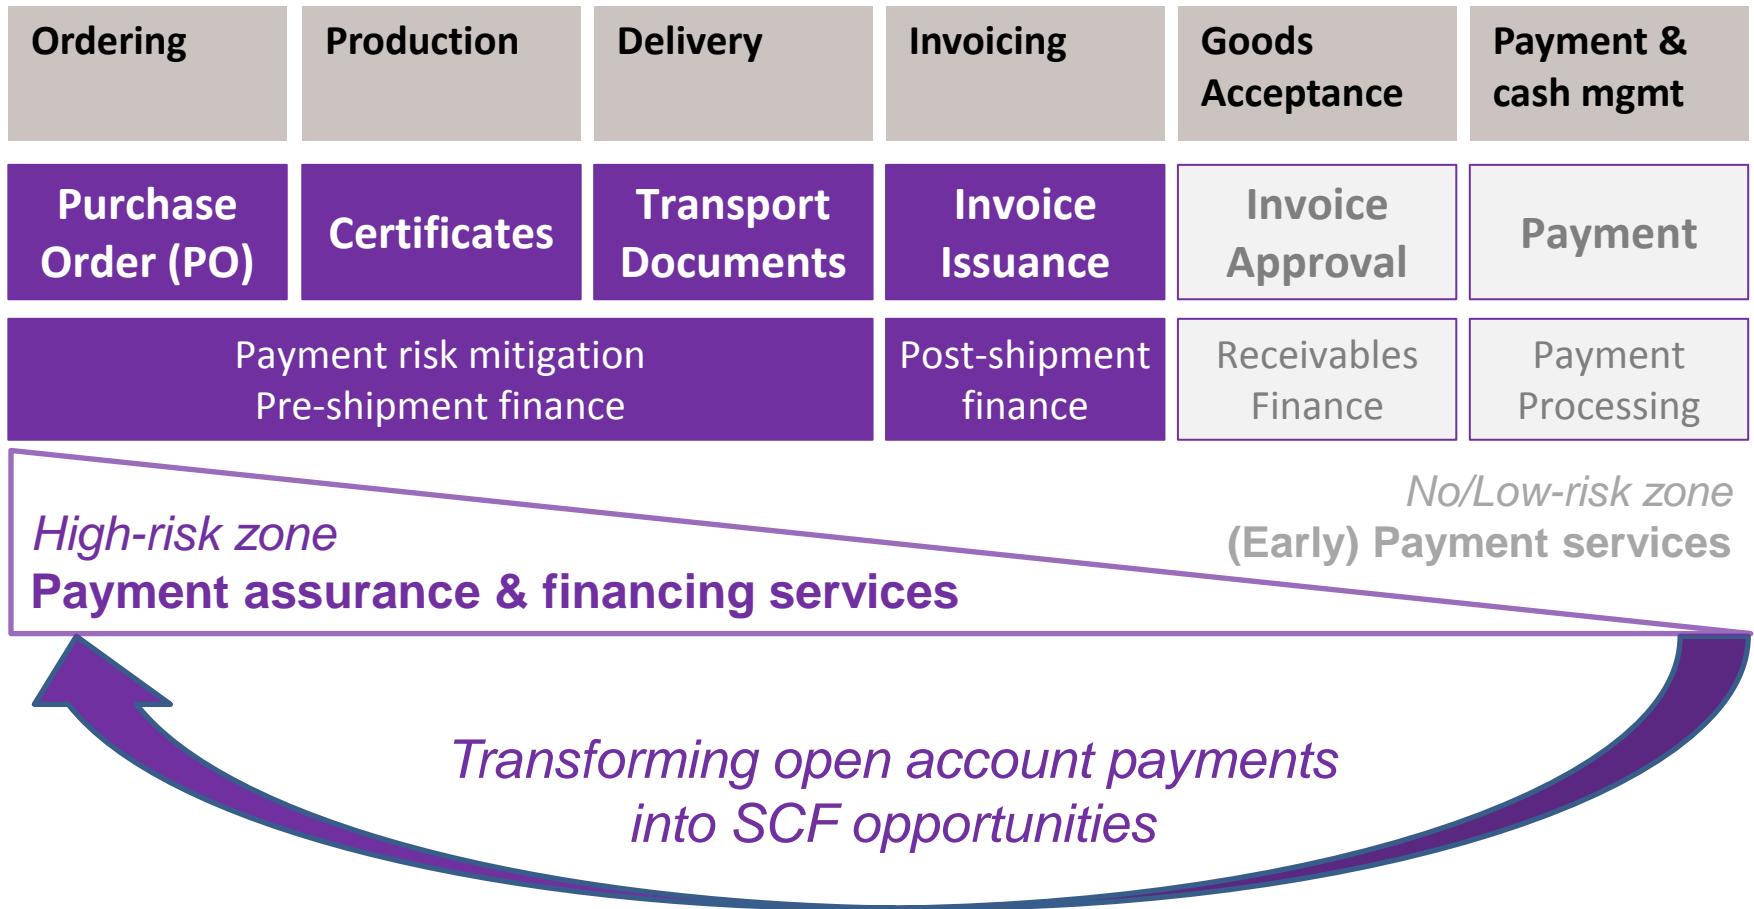 Ordering
Production
Delivery
Invoicing
Goods
Acceptance
Payment &
cash mgmt
Purchase
Order (PO)
Certificates
Transport
Documents
Invoice
Issuance
Invoice
Approval
Payment
Payment risk mitigation
Pre-shipment finance
Post-shipment
finance
Receivables
Finance
Payment
Processing
No/Low-risk zone
(Early) Payment services
High-risk zone
Payment assurance & financing services
Transforming open account payments
into SCF opportunities